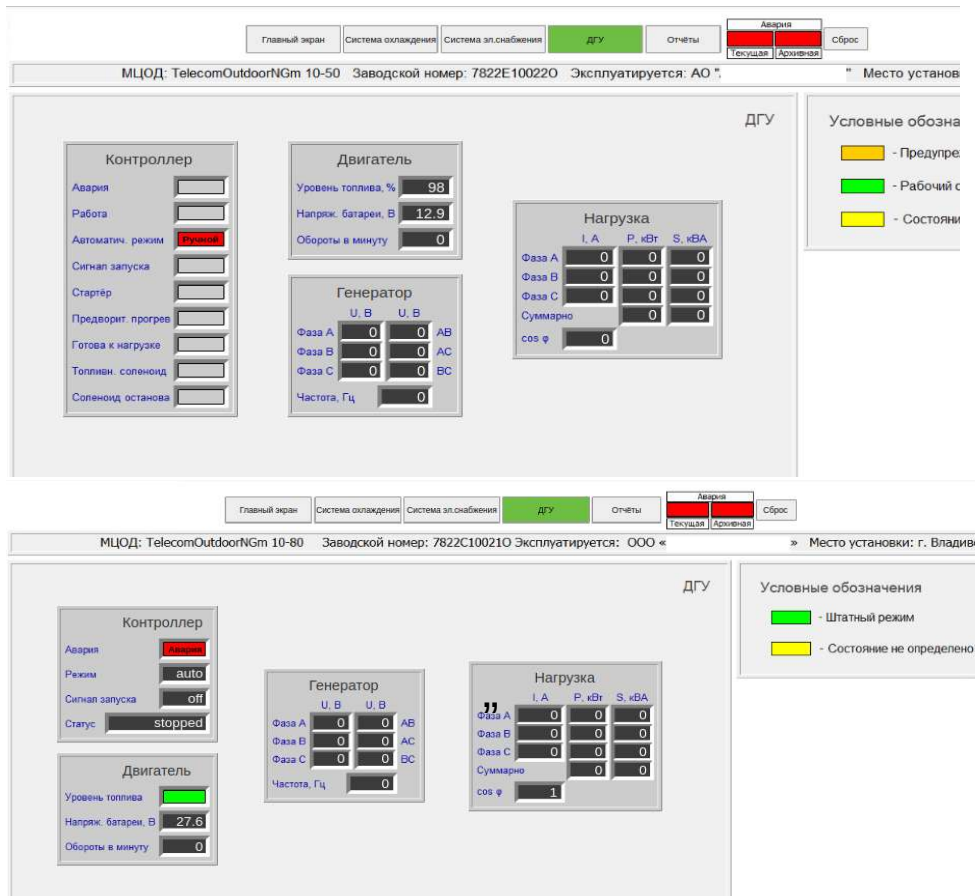 Авария
Главный экран Система охлаждения Система эл.снабжения ДГУ Отчёты Сброс
Текущая Архивная
МЦОД: TelecomOutdoorNGm 10-50 Заводской номер: 7822E10022O Эксплуатируется: АО " " Место установ
ДГУ
Условные обозна
- Предупре
- Рабочий с
- Состояни
Контроллер
Авария
Работа
Автоматич. режим Ручной
Сигнал запуска
Стартёр
Предворит. прогрев
Готова к нагрузке
Топливн. соленоид
Соленоид останова
Двигатель
Уровень топлива, % 98
Напряж. батареи, В 12.9
Обороты в минуту 0
Генератор
U, В U, В
Фаза A 0 0 AB
Фаза B 0 0 AC
Фаза C 0 0 BC
Частота, Гц 0
Нагрузка
I, A P, кВт S, кВА
Фаза A 0 0 0
Фаза B 0 0 0
Фаза C 0 0 0
Суммарно 0 0
cos φ 0
Авария
Главный экран Система охлаждения Система эл.снабжения ДГУ Отчёты Сброс
Текущая Архивная
МЦОД: TelecomOutdoorNGm 10-80 Заводской номер: 7822C10021O Эксплуатируется: ООО « » Место установки: г. Владив
ДГУ
Условные обозначения
- Штатный режим
- Состояние не определено
Контроллер
Авария Авария
Режим auto
Сигнал запуска off
Статус stopped
Двигатель
Уровень топлива
Напряж. батареи, В 27.6
Обороты в минуту 0
Генератор
U, В U, В
Фаза A 0 0 AB
Фаза B 0 0 AC
Фаза C 0 0 BC
Частота, Гц 0
Нагрузка
I, A P, кВт S, кВА
”
Фаза A 0 0 0
Фаза B 0 0 0
Фаза C 0 0 0
Суммарно 0 0
cos φ 1